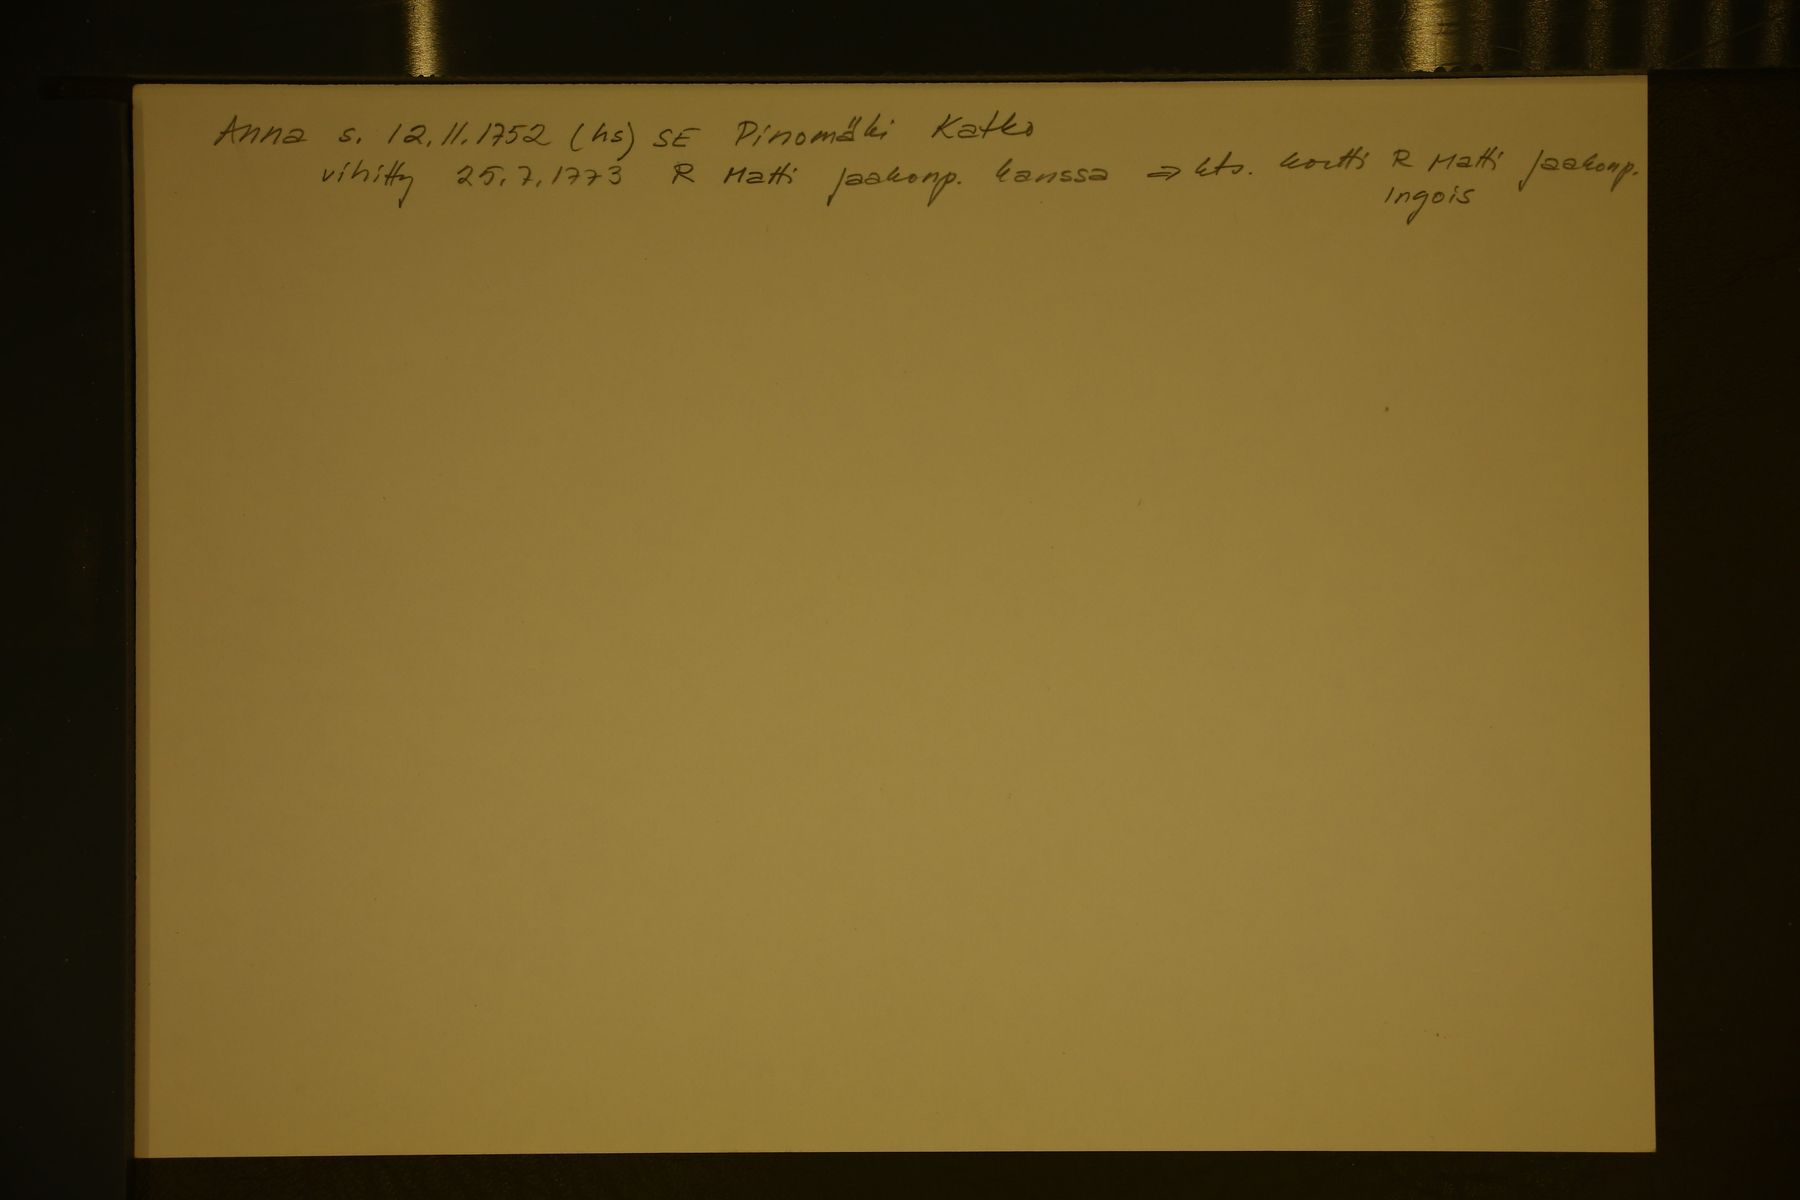 Anna s. 12.11.1752 (hs) SE Pinomäki Katko
vihitty 25.7.1773 R Matti Jaakonp. kanssa => kts. kortti R Matti Jaakonp.
Ingois